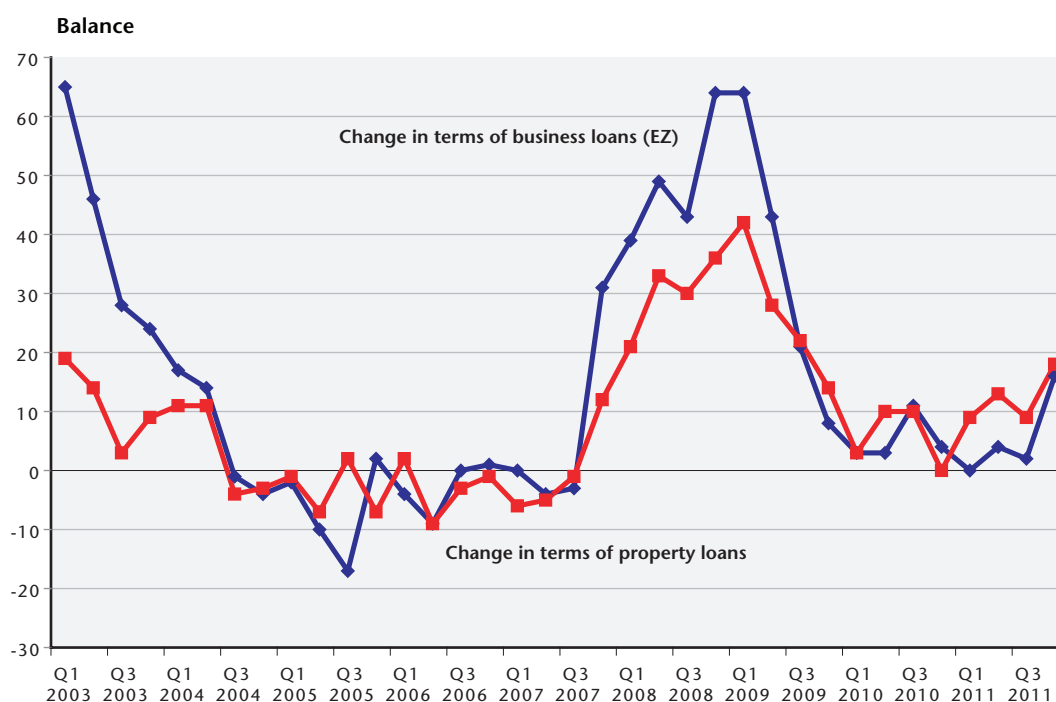 Balance
70
60
Change in terms of business loans (EZ)
50
40
30
20
10
0
-10
Change in terms of property loans
-20
-30
Q1 Q3 Q1 Q3 Q1 Q3 Q1 Q3 Q1 Q3 Q1 Q3 Q1 Q3 Q1 Q3 Q1 Q3
2003 2003 2004 2004 2005 2005 2006 2006 2007 2007 2008 2008 2009 2009 2010 2010 2011 2011